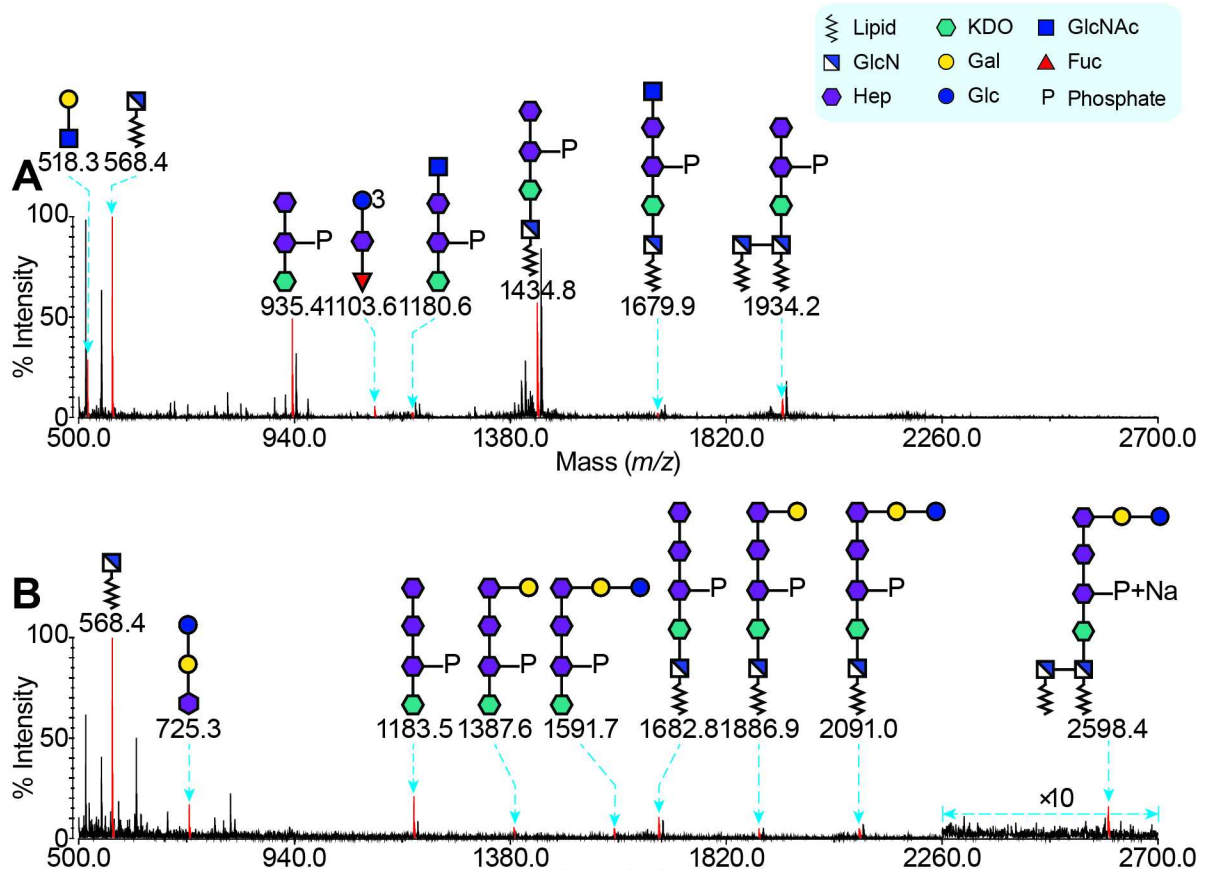 Lipid KDO GlcNAc
GlcN Gal Fuc
Hep Glc P Phosphate
A
518.3 568.4
P
935.4
3
1103.6
P
1180.6
P
1434.8
P
1679.9
P
1934.2
100
50
0
% Intensity
500.0 940.0 1380.0 1820.0 2260.0 2700.0
Mass (m/z)
B
568.4
725.3
P
1183.5
P
1387.6
P
1591.7
P
1682.8
P
1886.9
P
2091.0
P+Na
2598.4
×10
100
50
0
% Intensity
500.0 940.0 1380.0 1820.0 2260.0 2700.0